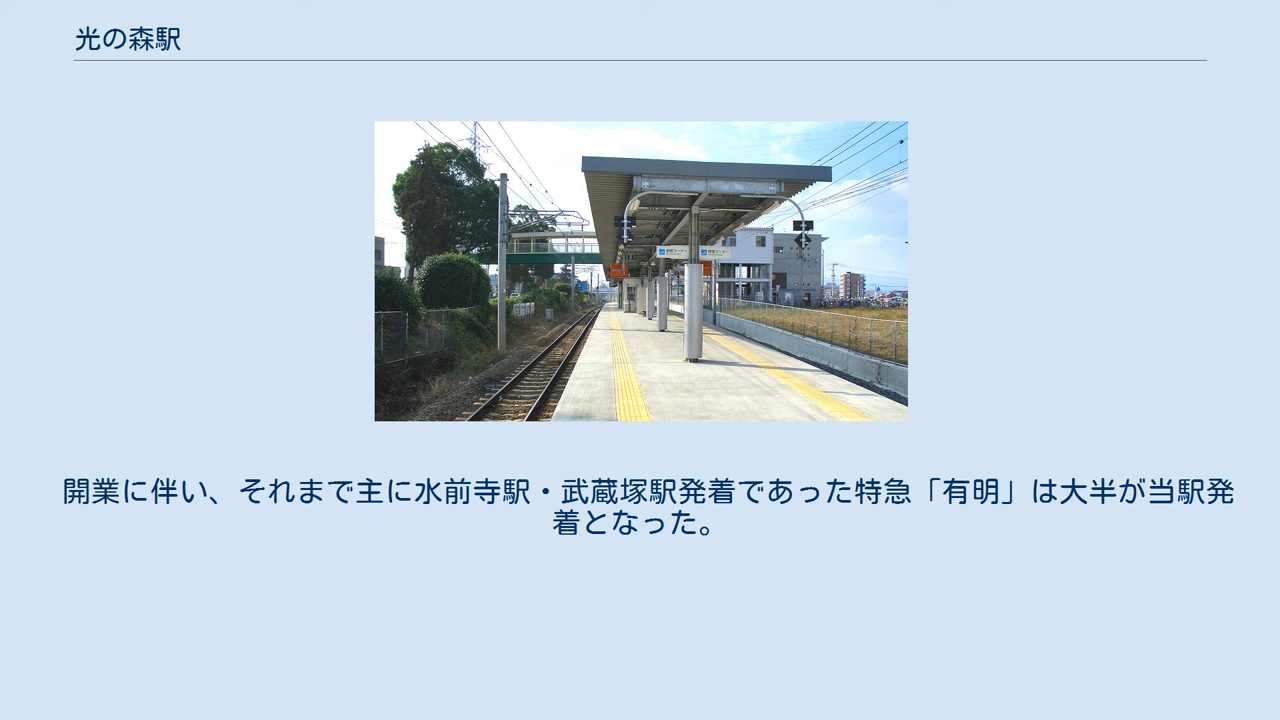 光の森駅
開業に伴い、それまで主に水前寺駅・武蔵塚駅発着であった特急「有明」は大半が当駅発
着となった。